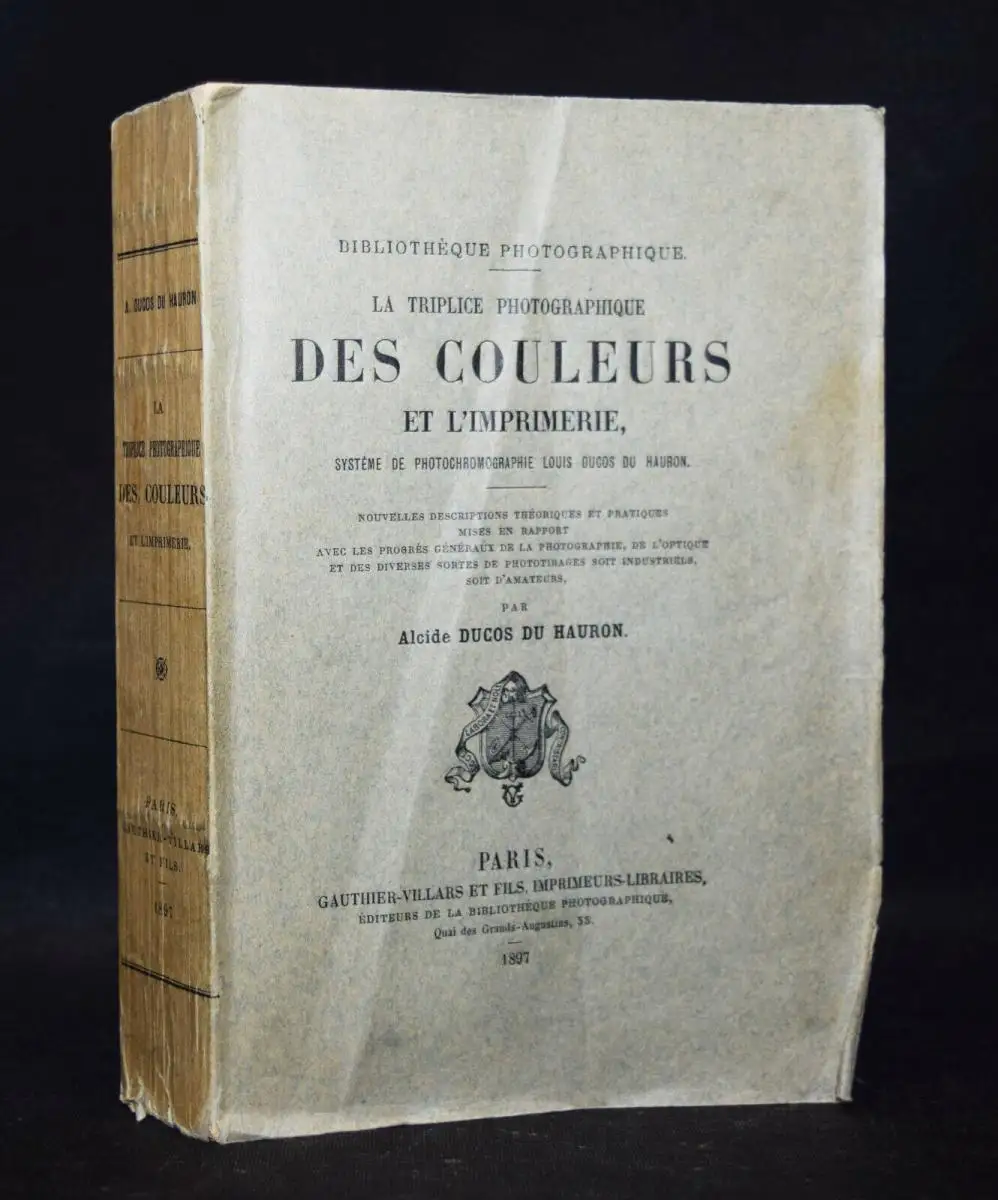 A. DUCOS DU HAURON
LA
TRIPLICE PHOTOGRAPHIQUE
DES COULEURS
ET L'IMPRIMERIE,
PARIS,
GAUTHIER-VILLARS
ET FILS.
1897
BIBLIOTHÈQUE PHOTOGRAPHIQUE.
LA TRIPLICE PHOTOGRAPHIQUE
DES COULEURS
ET L'IMPRIMERIE,
SYSTÈME DE PHOTOCHROMOGRAPHIE LOUIS DUCOS DU HAURON.
NOUVELLES DESCRIPTIONS THÉORIQUES ET PRATIQUES
MISES EN RAPPORT
AVEC LES PROGRÈS GÉNÉRAUX DE LA PHOTOGRAPHIE, DE L'OPTIQUE
ET DES DIVERSES SORTES DE PHOTOTIRAGES SOIT INDUSTRIELS,
SOIT D'AMATEURS,
PAR
Alcide DUCOS DU HAURON.
LABORA ET NOLI
PARIS,
GAUTHIER-VILLARS ET FILS, IMPRIMEURS-LIBRAIRES,
ÉDITEURS DE LA BIBLIOTHÈQUE PHOTOGRAPHIQUE,
Quai des Grands-Augustins, 55.
1897